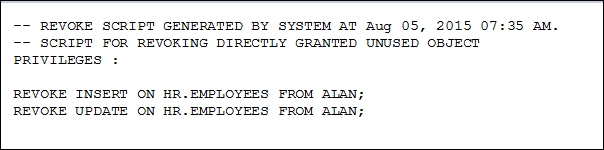 -- REVOKE SCRIPT GENERATED BY SYSTEM AT Aug 05, 2015 07:35 AM.
-- SCRIPT FOR REVOKING DIRECTLY GRANTED UNUSED OBJECT
PRIVILEGES :
REVOKE INSERT ON HR.EMPLOYEES FROM ALAN;
REVOKE UPDATE ON HR.EMPLOYEES FROM ALAN;